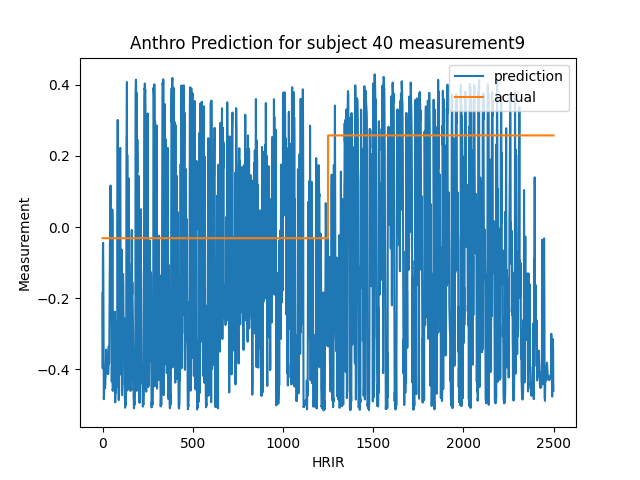 Anthro Prediction for subject 40 measurement9
prediction
actual
0.4
0.2
0.0
−0.2
−0.4
Measurement
0 500 1000 1500 2000 2500
HRIR